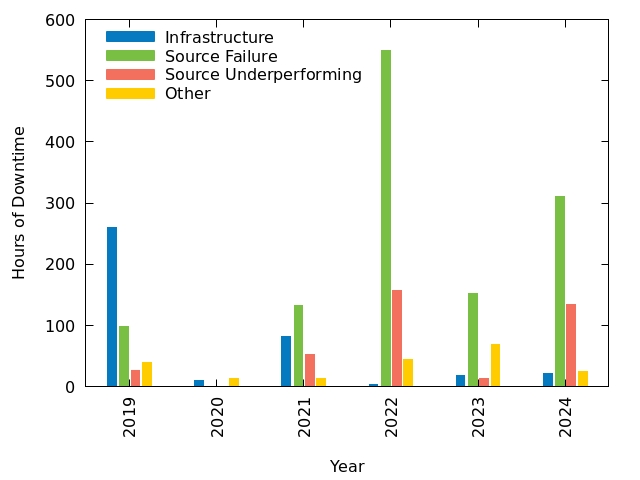 600
500
400
300
200
100
0
Hours of Downtime
Infrastructure
Source Failure
Source Underperforming
Other
2019
2020
2021
2022
2023
2024
Year